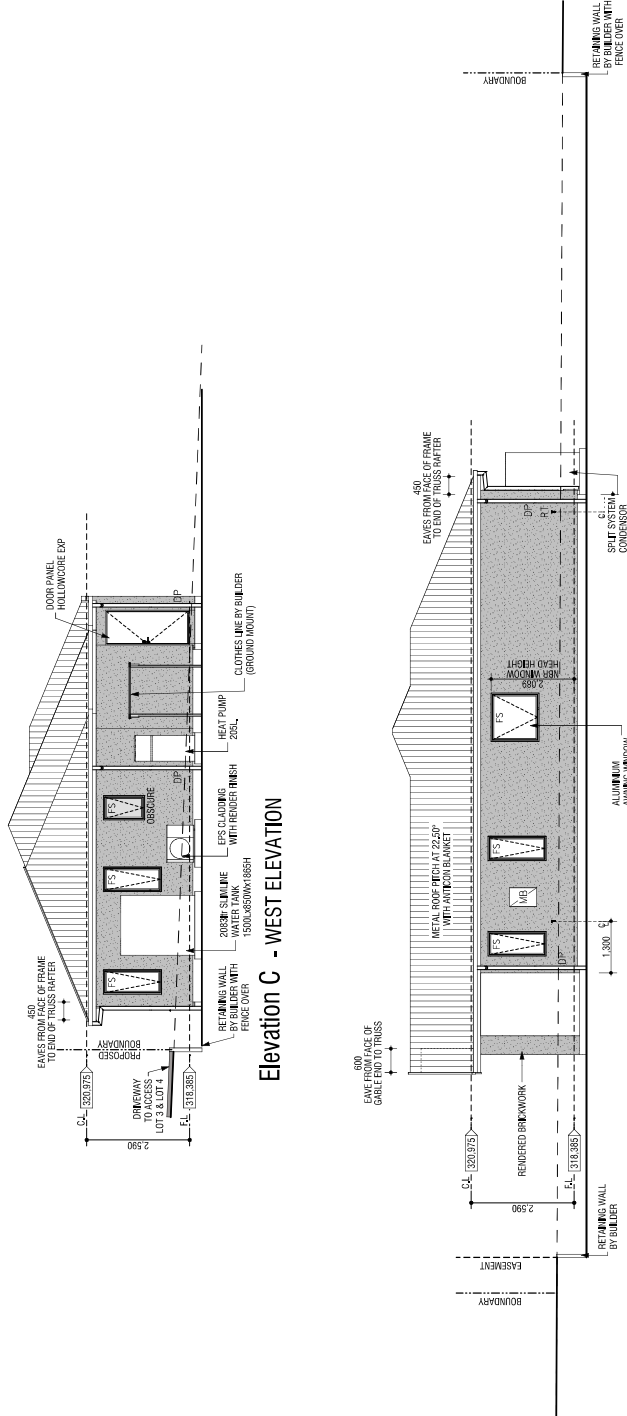 450
EAVES FROM FACE OF FRAME
TO END OF TRUSS RAFTER
PROPOSED
BOUNDARY
C.L
320,975
2,590
F.L
318,385
DRIVEWAY
TO ACCESS
LOT 3 & LOT 4
RETAINING WALL
BY BUILDER WITH
FENCE OVER
FS
FS
FS
OBSCURE
2083ltr SLIMLINE
WATER TANK
1500Lx850Wx1865H
EPS CLADDING
WITH RENDER FINISH
DP
HEAT PUMP
205L.
CLOTHES LINE BY BUILDER
(GROUND MOUNT)
DOOR PANEL
HOLLOWCORE EXP
DP
Elevation C - WEST ELEVATION
BOUNDARY
EASEMENT
RETAINING WALL
BY BUILDER
C.L
320,975
2,590
F.L
318,385
600
EAVE FROM FACE OF
GABLE END TO TRUSS
RENDERED BRICKWORK
METAL ROOF PITCH AT 22.50°
WITH ANTICON BLANKET
DP
1,300
FS
MB
FS
FS
2,089
NBR WINDOW
HEAD HEIGHT
ALUMINIUM
450
EAVES FROM FACE OF FRAME
TO END OF TRUSS RAFTER
DP
RT
SPLIT SYSTEM
CONDENSOR
BOUNDARY
RETAINING WALL
BY BUILDER WITH
FENCE OVER